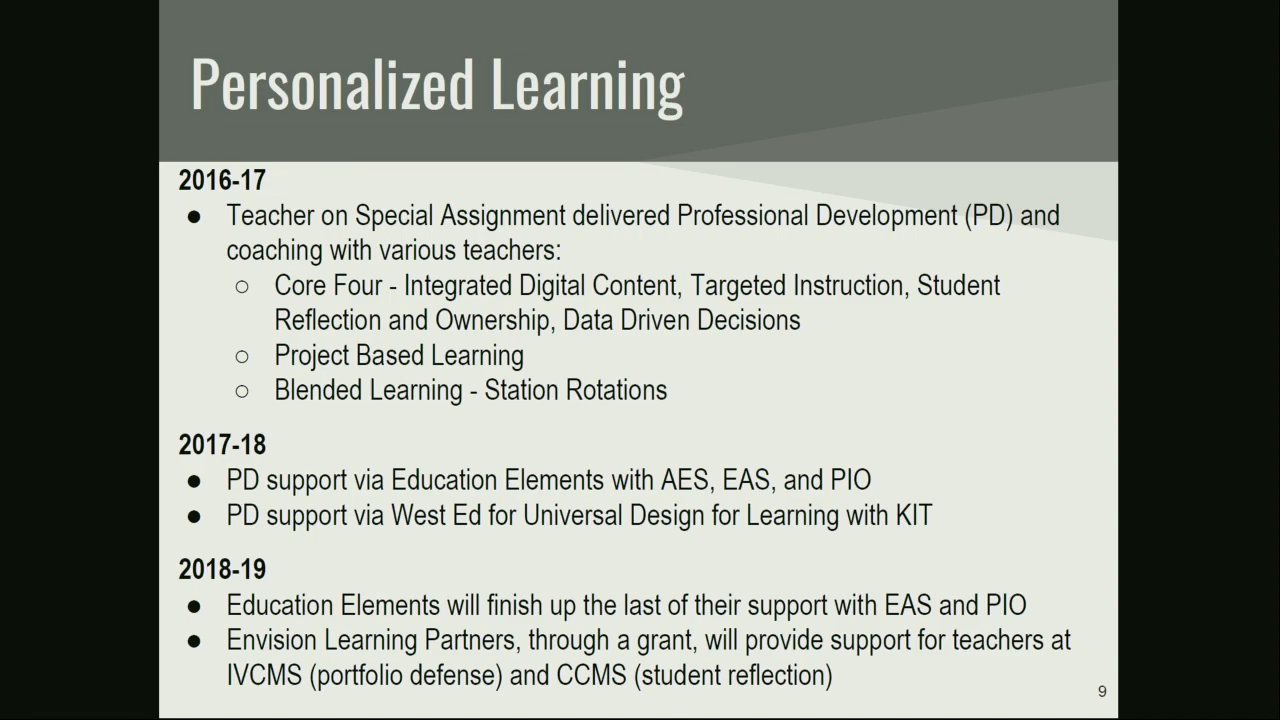 Personalized Learning
2016-17
● Teacher on Special Assignment delivered Professional Development (PD) and
coaching with various teachers:
○ Core Four - Integrated Digital Content, Targeted Instruction, Student
Reflection and Ownership, Data Driven Decisions
○ Project Based Learning
○ Blended Learning - Station Rotations
2017-18
● PD support via Education Elements with AES, EAS, and PIO
● PD support via West Ed for Universal Design for Learning with KIT
2018-19
● Education Elements will finish up the last of their support with EAS and PIO
● Envision Learning Partners, through a grant, will provide support for teachers at
IVCMS (portfolio defense) and CCMS (student reflection)
9